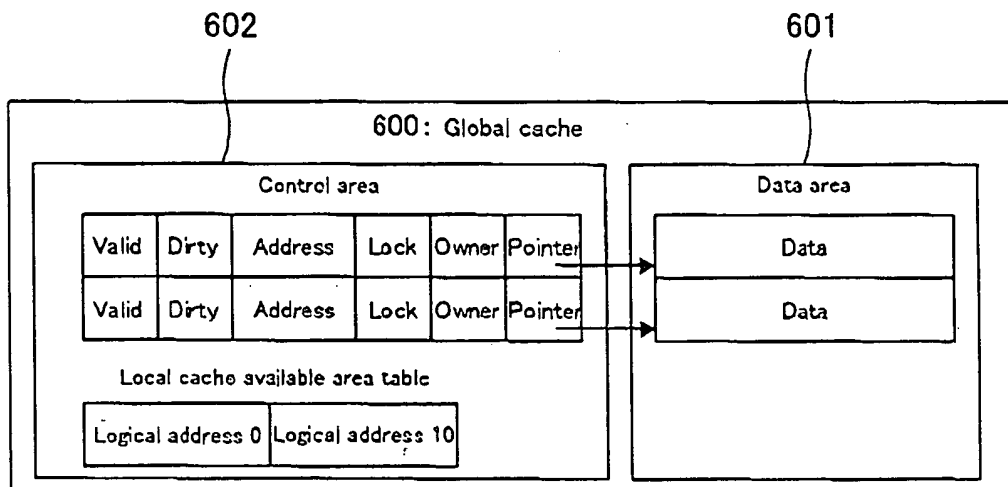 602 601
600: Global cache
Control area Data area
Valid Dirty Address Lock Owner Pointer Data
Valid Dirty Address Lock Owner Pointer Data
Local cache available area table
Logical address 0 Logical address 10